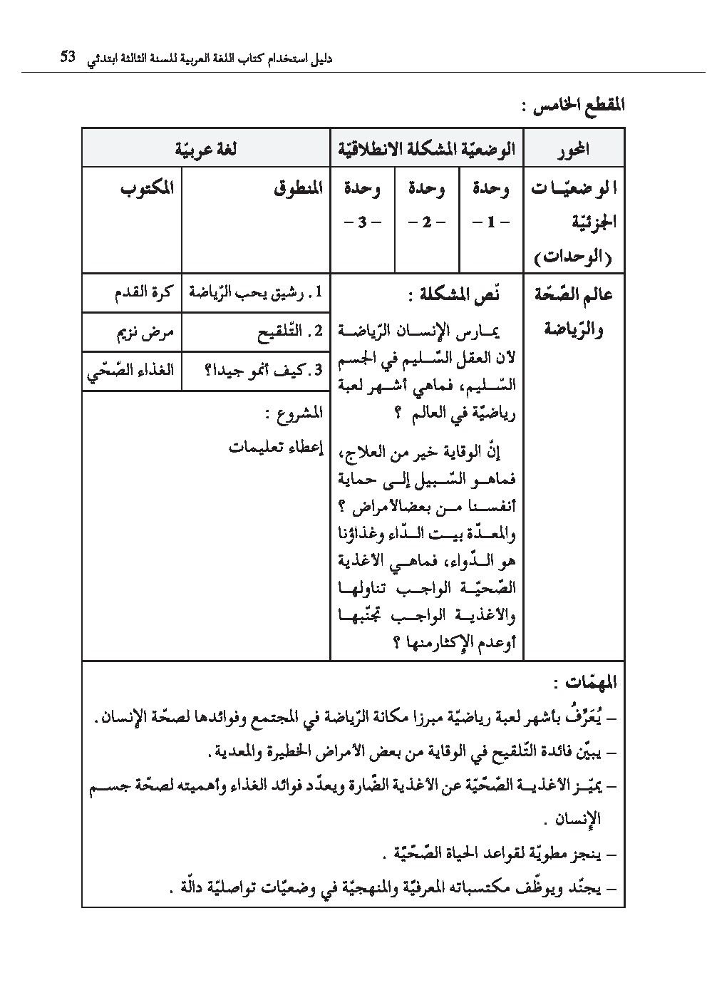 دليل استخدام كتاب اللغة العربية للسنة الثالثة ابتدئي 53
المقطع الخامس :
المحور
الوضعيّة المشكلة الانطلاقيّة
لغة عربيّة
الوضعيّات
الجزئيّة
(الوحدات)
وحدة
– 1 –
وحدة
– 2 –
وحدة
– 3 –
المنطوق
المكتوب
عالم الصّحّة
والرّياضة
نّص المشكلة :
يمارس الإنسان الرّياضة
لأن العقل السّليم في الجسم
السّليم، فماهي أشهر لعبة
رياضيّة في العالم ؟
إنّ الوقاية خير من العلاج،
فماهو السّبيل إلى حماية
أنفسنا من بعضالأمراض ؟
والمعدّة بيت الدّاء وغذاؤنا
هو الدّواء، فماهي الأغذية
الصّحيّة الواجب تناولها
والأغذية الواجب تجنّبها
أوعدم الإكثارمنها ؟
1. رشيق يحب الرّياضة
كرة القدم
2. التّلقيح
مرض نزيم
3.كيف أنمو جيدا؟
الغذاء الصّحّي
المشروع :
إعطاء تعليمات
المهمّات :
– يُعَرِّفُ بأشهر لعبة رياضيّة مبرزا مكانة الرّياضة في المجتمع وفوائدها لصحّة الإنسان.
– يبيّن فائدة التّلقيح في الوقاية من بعض الأمراض الخطيرة والمعدية.
– يميّز الأغذية الصّحّيّة عن الأغذية الضّارة ويعدّد فوائد الغذاء وأهميته لصحّة جسم
الإنسان .
– ينجز مطويّة لقواعد الحياة الصّحّيّة .
– يجنّد ويوظّف مكتسباته المعرفيّة والمنهجيّة في وضعيّات تواصليّة دالّة .